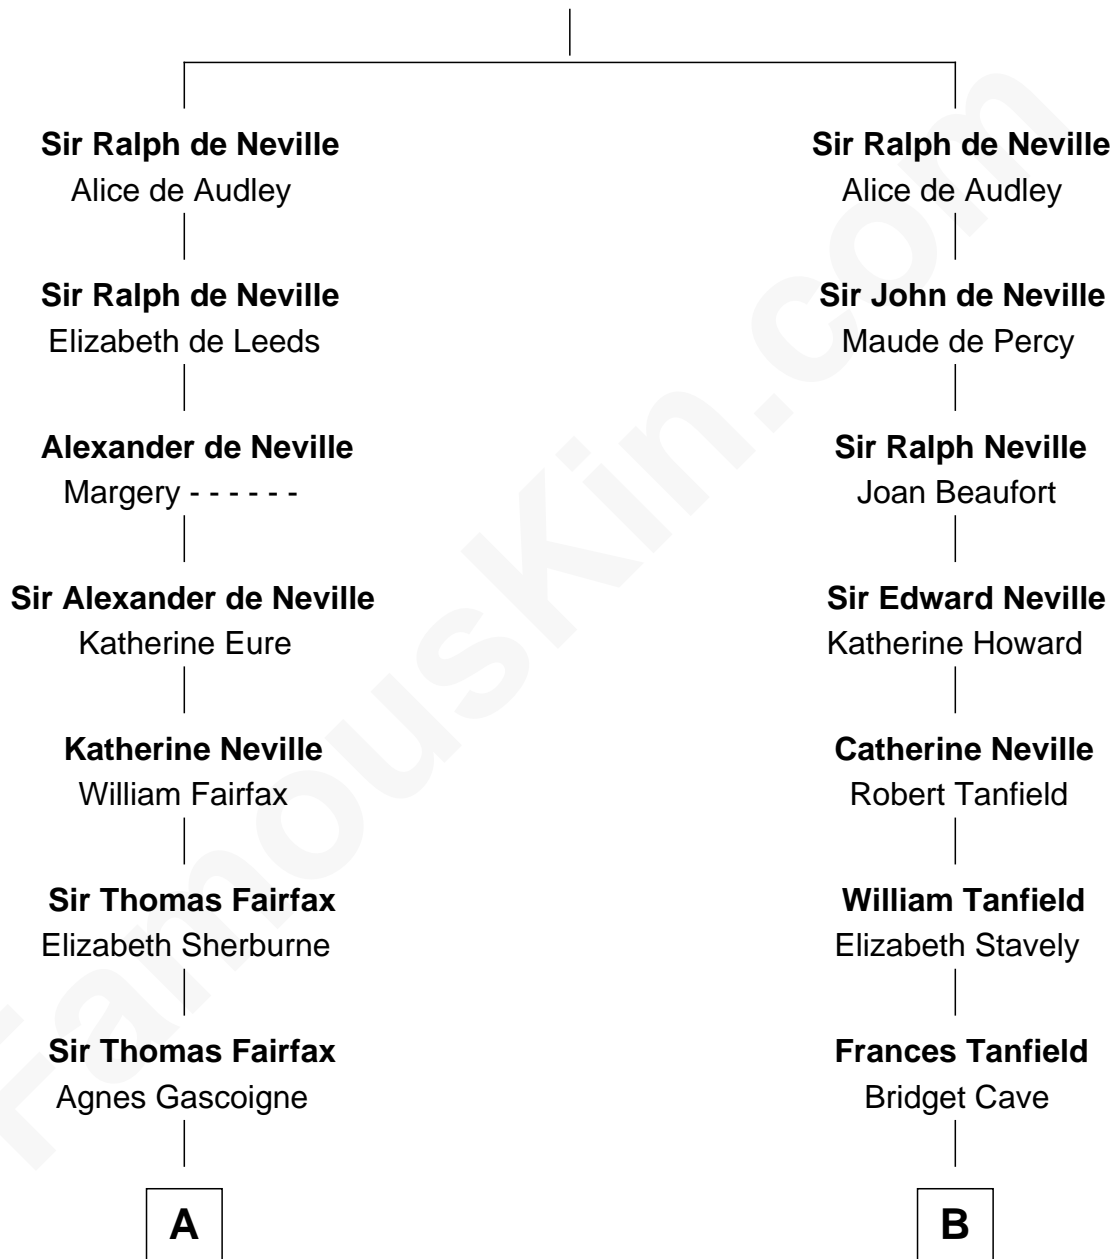 Sir Ralph de Neville
Alice de Audley
Sir Ralph de Neville
Elizabeth de Leeds
Alexander de Neville
Margery - - - - - -
Sir Alexander de Neville
Katherine Eure
Katherine Neville
William Fairfax
Sir Thomas Fairfax
Elizabeth Sherburne
Sir Thomas Fairfax
Agnes Gascoigne
A
Sir Ralph de Neville
Alice de Audley
Sir John de Neville
Maude de Percy
Sir Ralph Neville
Joan Beaufort
Sir Edward Neville
Katherine Howard
Catherine Neville
Robert Tanfield
William Tanfield
Elizabeth Stavely
Frances Tanfield
Bridget Cave
B
FamousKin.com